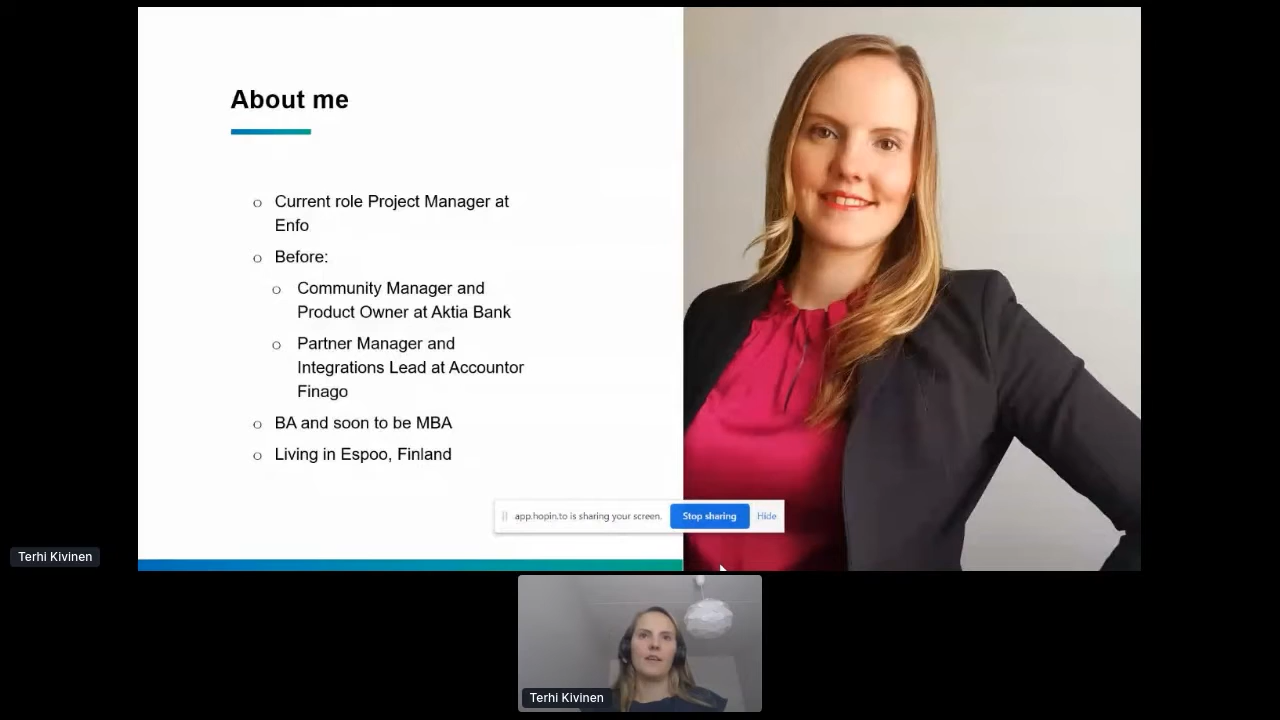 About me
o Current role Project Manager at
Enfo
o Before:
o Community Manager and
Product Owner at Aktia Bank
o Partner Manager and
Integrations Lead at Accountor
Finago
o BA and soon to be MBA
o Living in Espoo, Finland
app.hopin.to is sharing your screen. Stop sharing Hide
Terhi Kivinen
Terhi Kivinen